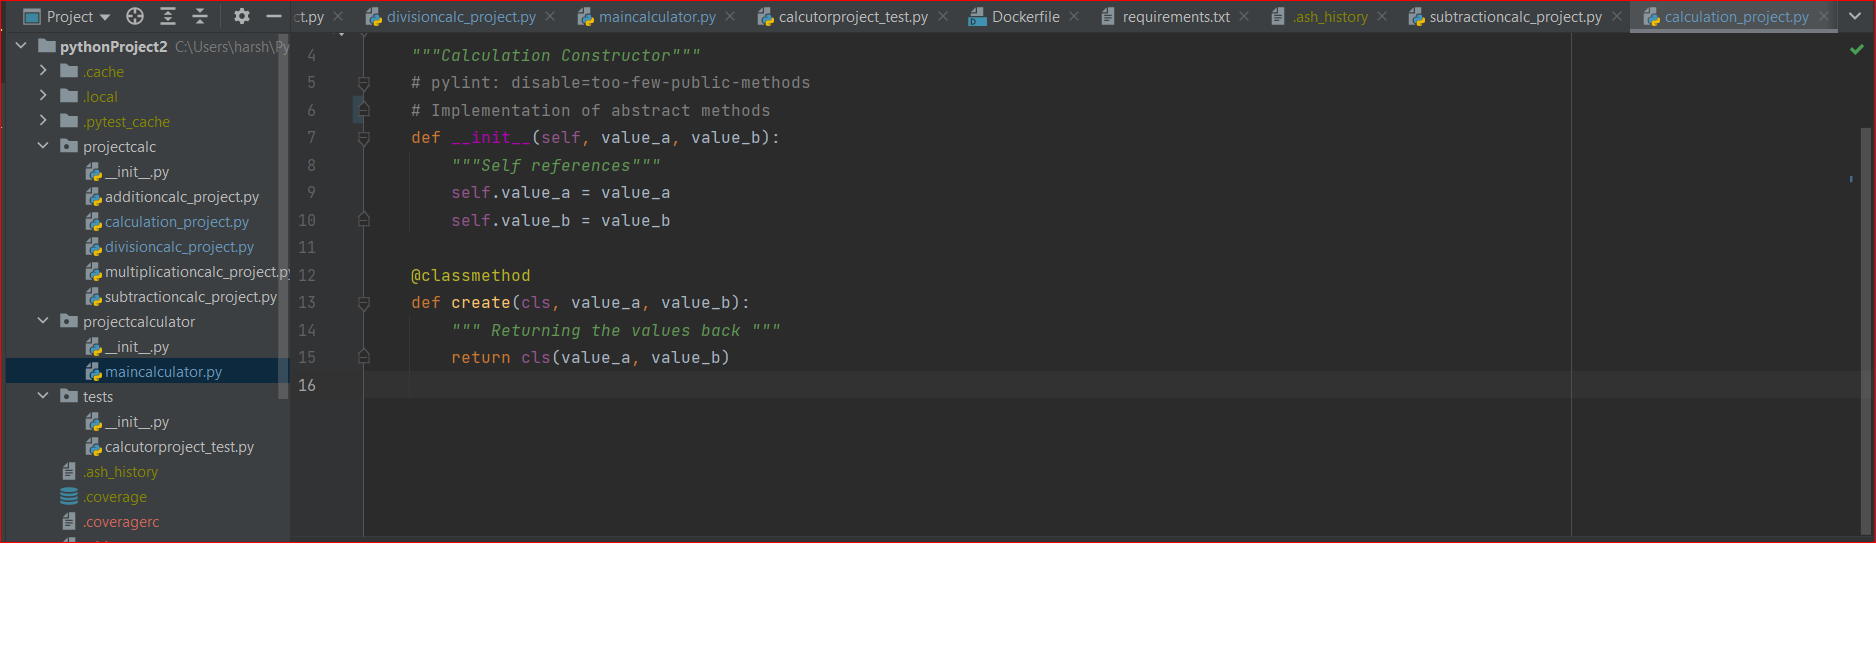 Project
ct.py
divisioncalc_project.py
maincalculator.py
calcutorproject_test.py
Dockerfile
requirements.txt
.ash_history
subtractioncalc_project.py
calculation_project.py
pythonProject2 C:\Users\harsh\Py
.cache
.local
.pytest_cache
projectcalc
__init__.py
additioncalc_project.py
calculation_project.py
divisioncalc_project.py
multiplicationcalc_project.py
subtractioncalc_project.py
projectcalculator
__init__.py
maincalculator.py
tests
__init__.py
calcutorproject_test.py
.ash_history
.coverage
.coveragerc
4 """Calculation Constructor"""
5 # pylint: disable=too-few-public-methods
6 # Implementation of abstract methods
7 def __init__(self, value_a, value_b):
8 """Self references"""
9 self.value_a = value_a
10 self.value_b = value_b
11
12 @classmethod
13 def create(cls, value_a, value_b):
14 """ Returning the values back """
15 return cls(value_a, value_b)
16